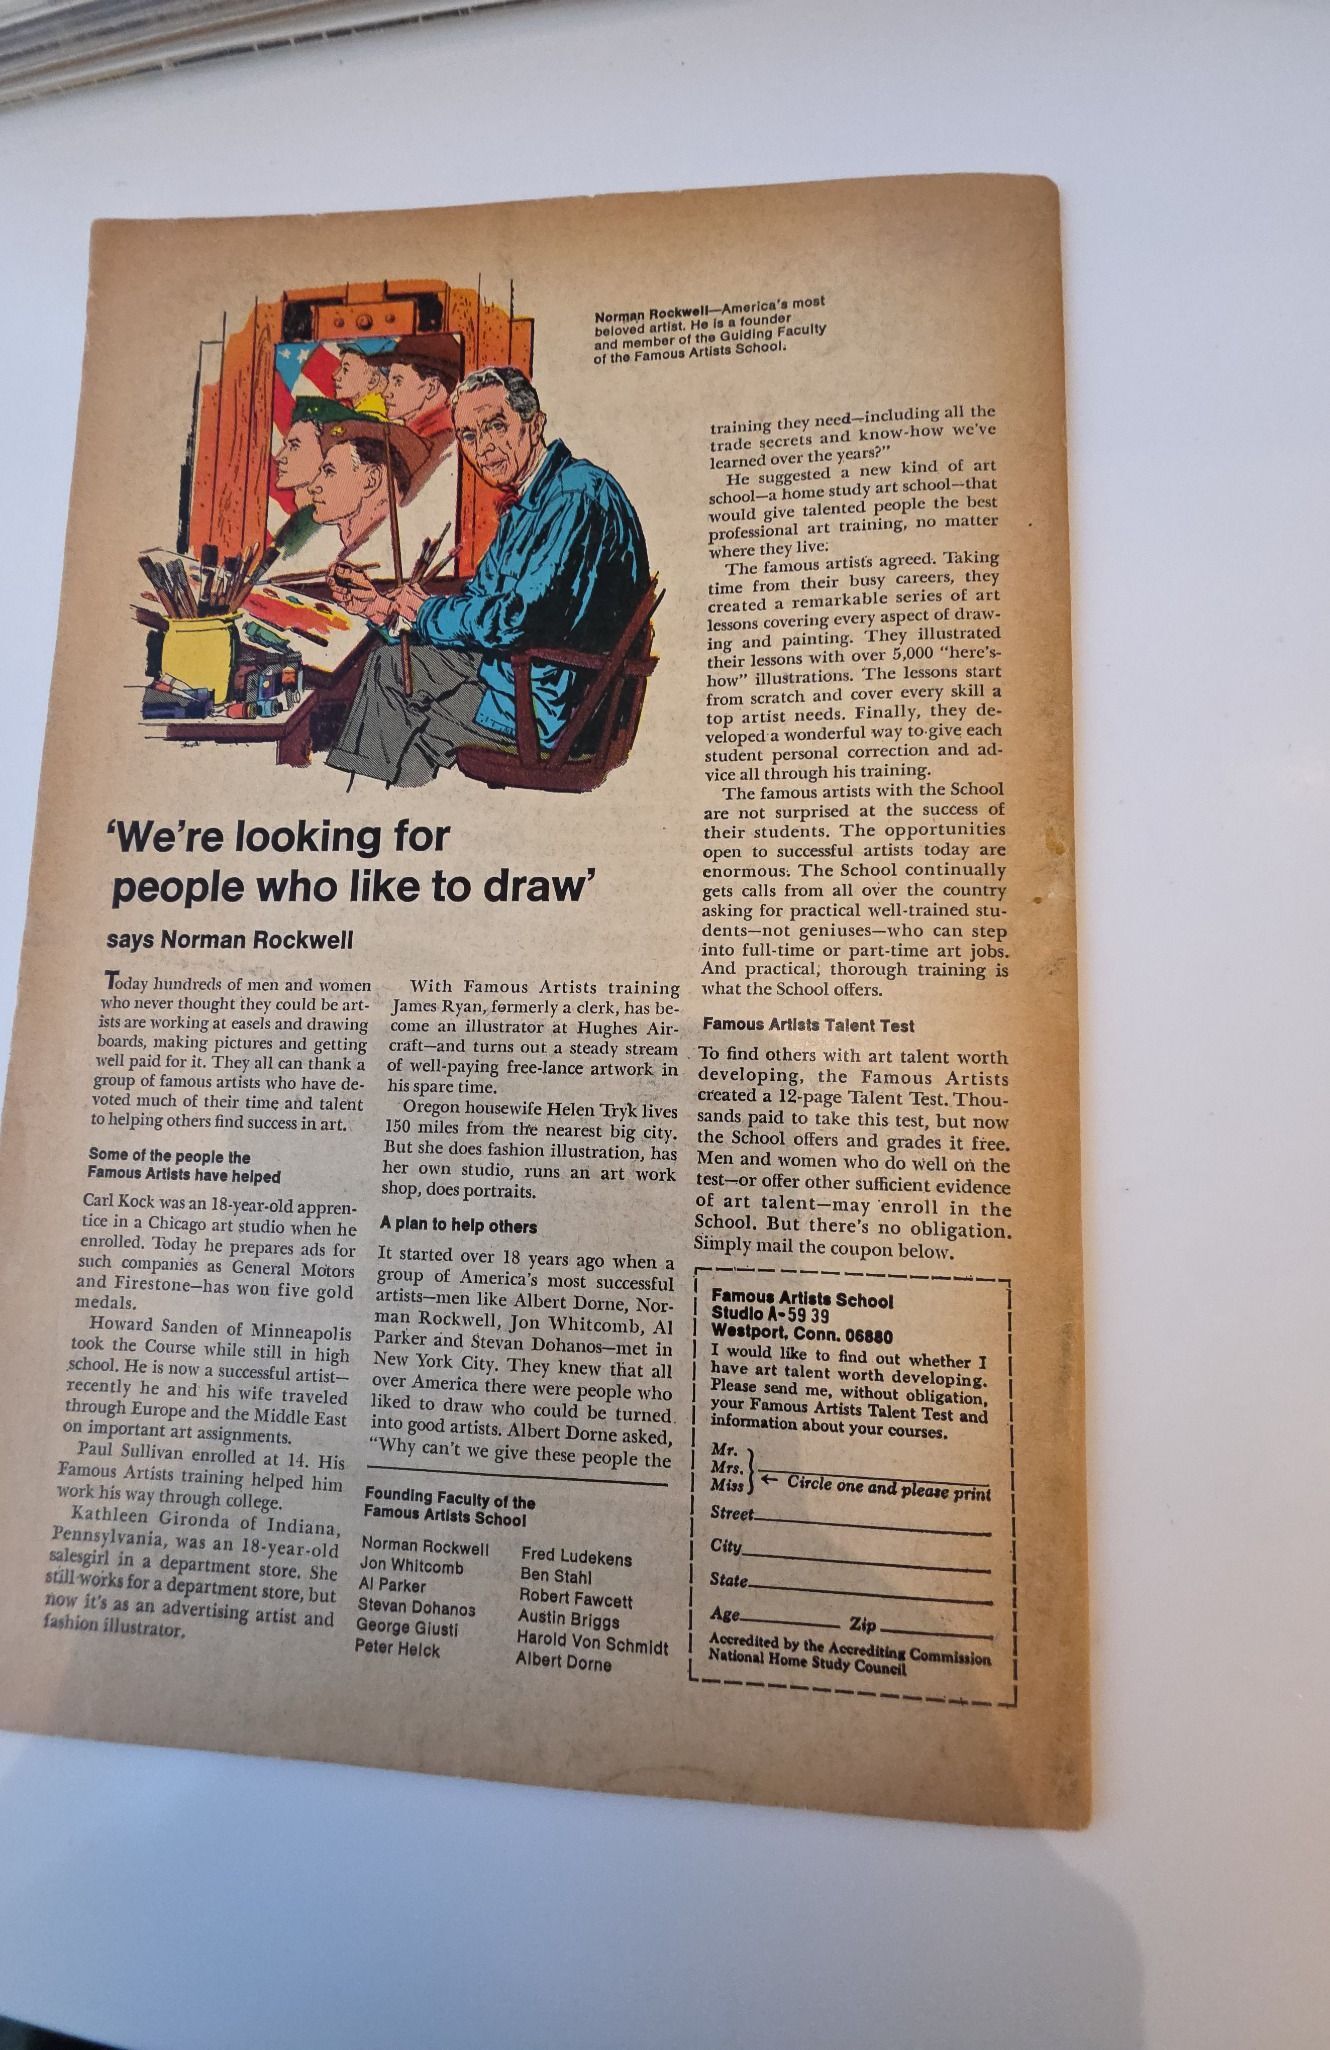 Norman Rockwell—America's most
beloved artist. He is a founder
and member of the Guiding Faculty
of the Famous Artists School.
'We're looking for
people who like to draw'
says Norman Rockwell
Today hundreds of men and women
who never thought they could be art-
ists are working at easels and drawing
boards, making pictures and getting
well paid for it. They all can thank a
group of famous artists who have de-
voted much of their time and talent
to helping others find success in art.
Some of the people the
Famous Artists have helped
Carl Kock was an 18-year-old appren-
tice in a Chicago art studio when he
enrolled. Today he prepares ads for
such companies as General Motors
and Firestone—has won five gold
medals.
Howard Sanden of Minneapolis
took the Course while still in high
school. He is now a successful artist—
recently he and his wife traveled
through Europe and the Middle East
on important art assignments.
Paul Sullivan enrolled at 14. His
Famous Artists training helped him
work his way through college.
Kathleen Gironda of Indiana,
Pennsylvania, was an 18-year-old
salesgirl in a department store. She
still works for a department store, but
now it's as an advertising artist and
fashion illustrator.
With Famous Artists training
James Ryan, formerly a clerk, has be-
come an illustrator at Hughes Air-
craft—and turns out a steady stream
of well-paying free-lance artwork in
his spare time.
Oregon housewife Helen Tryk lives
150 miles from the nearest big city.
But she does fashion illustration, has
her own studio, runs an art work
shop, does portraits.
A plan to help others
It started over 18 years ago when a
group of America's most successful
artists—men like Albert Dorne, Nor-
man Rockwell, Jon Whitcomb, Al
Parker and Stevan Dohanos—met in
New York City. They knew that all
over America there were people who
liked to draw who could be turned
into good artists. Albert Dorne asked,
"Why can't we give these people the
Founding Faculty of the
Famous Artists School
Norman Rockwell
Jon Whitcomb
Al Parker
Stevan Dohanos
George Giusti
Peter Helck
Fred Ludekens
Ben Stahl
Robert Fawcett
Austin Briggs
Harold Von Schmidt
Albert Dorne
training they need—including all the
trade secrets and know-how we've
learned over the years?"
He suggested a new kind of art
school—a home study art school—that
would give talented people the best
professional art training, no matter
where they live.
The famous artists agreed. Taking
time from their busy careers, they
created a remarkable series of art
lessons covering every aspect of draw-
ing and painting. They illustrated
their lessons with over 5,000 "here's-
how" illustrations. The lessons start
from scratch and cover every skill a
top artist needs. Finally, they de-
veloped a wonderful way to give each
student personal correction and ad-
vice all through his training.
The famous artists with the School
are not surprised at the success of
their students. The opportunities
open to successful artists today are
enormous. The School continually
gets calls from all over the country
asking for practical well-trained stu-
dents—not geniuses—who can step
into full-time or part-time art jobs.
And practical, thorough training is
what the School offers.
Famous Artists Talent Test
To find others with art talent worth
developing, the Famous Artists
created a 12-page Talent Test. Thou-
sands paid to take this test, but now
the School offers and grades it free.
Men and women who do well on the
test—or offer other sufficient evidence
of art talent—may enroll in the
School. But there's no obligation.
Simply mail the coupon below.
Famous Artists School
Studio A-59 39
Westport, Conn. 06880
I would like to find out whether I
have art talent worth developing.
Please send me, without obligation,
your Famous Artists Talent Test and
information about your courses.
Mr.
Mrs.
Miss ← Circle one and please print
Street
City
State
Age Zip
Accredited by the Accrediting Commission
National Home Study Council